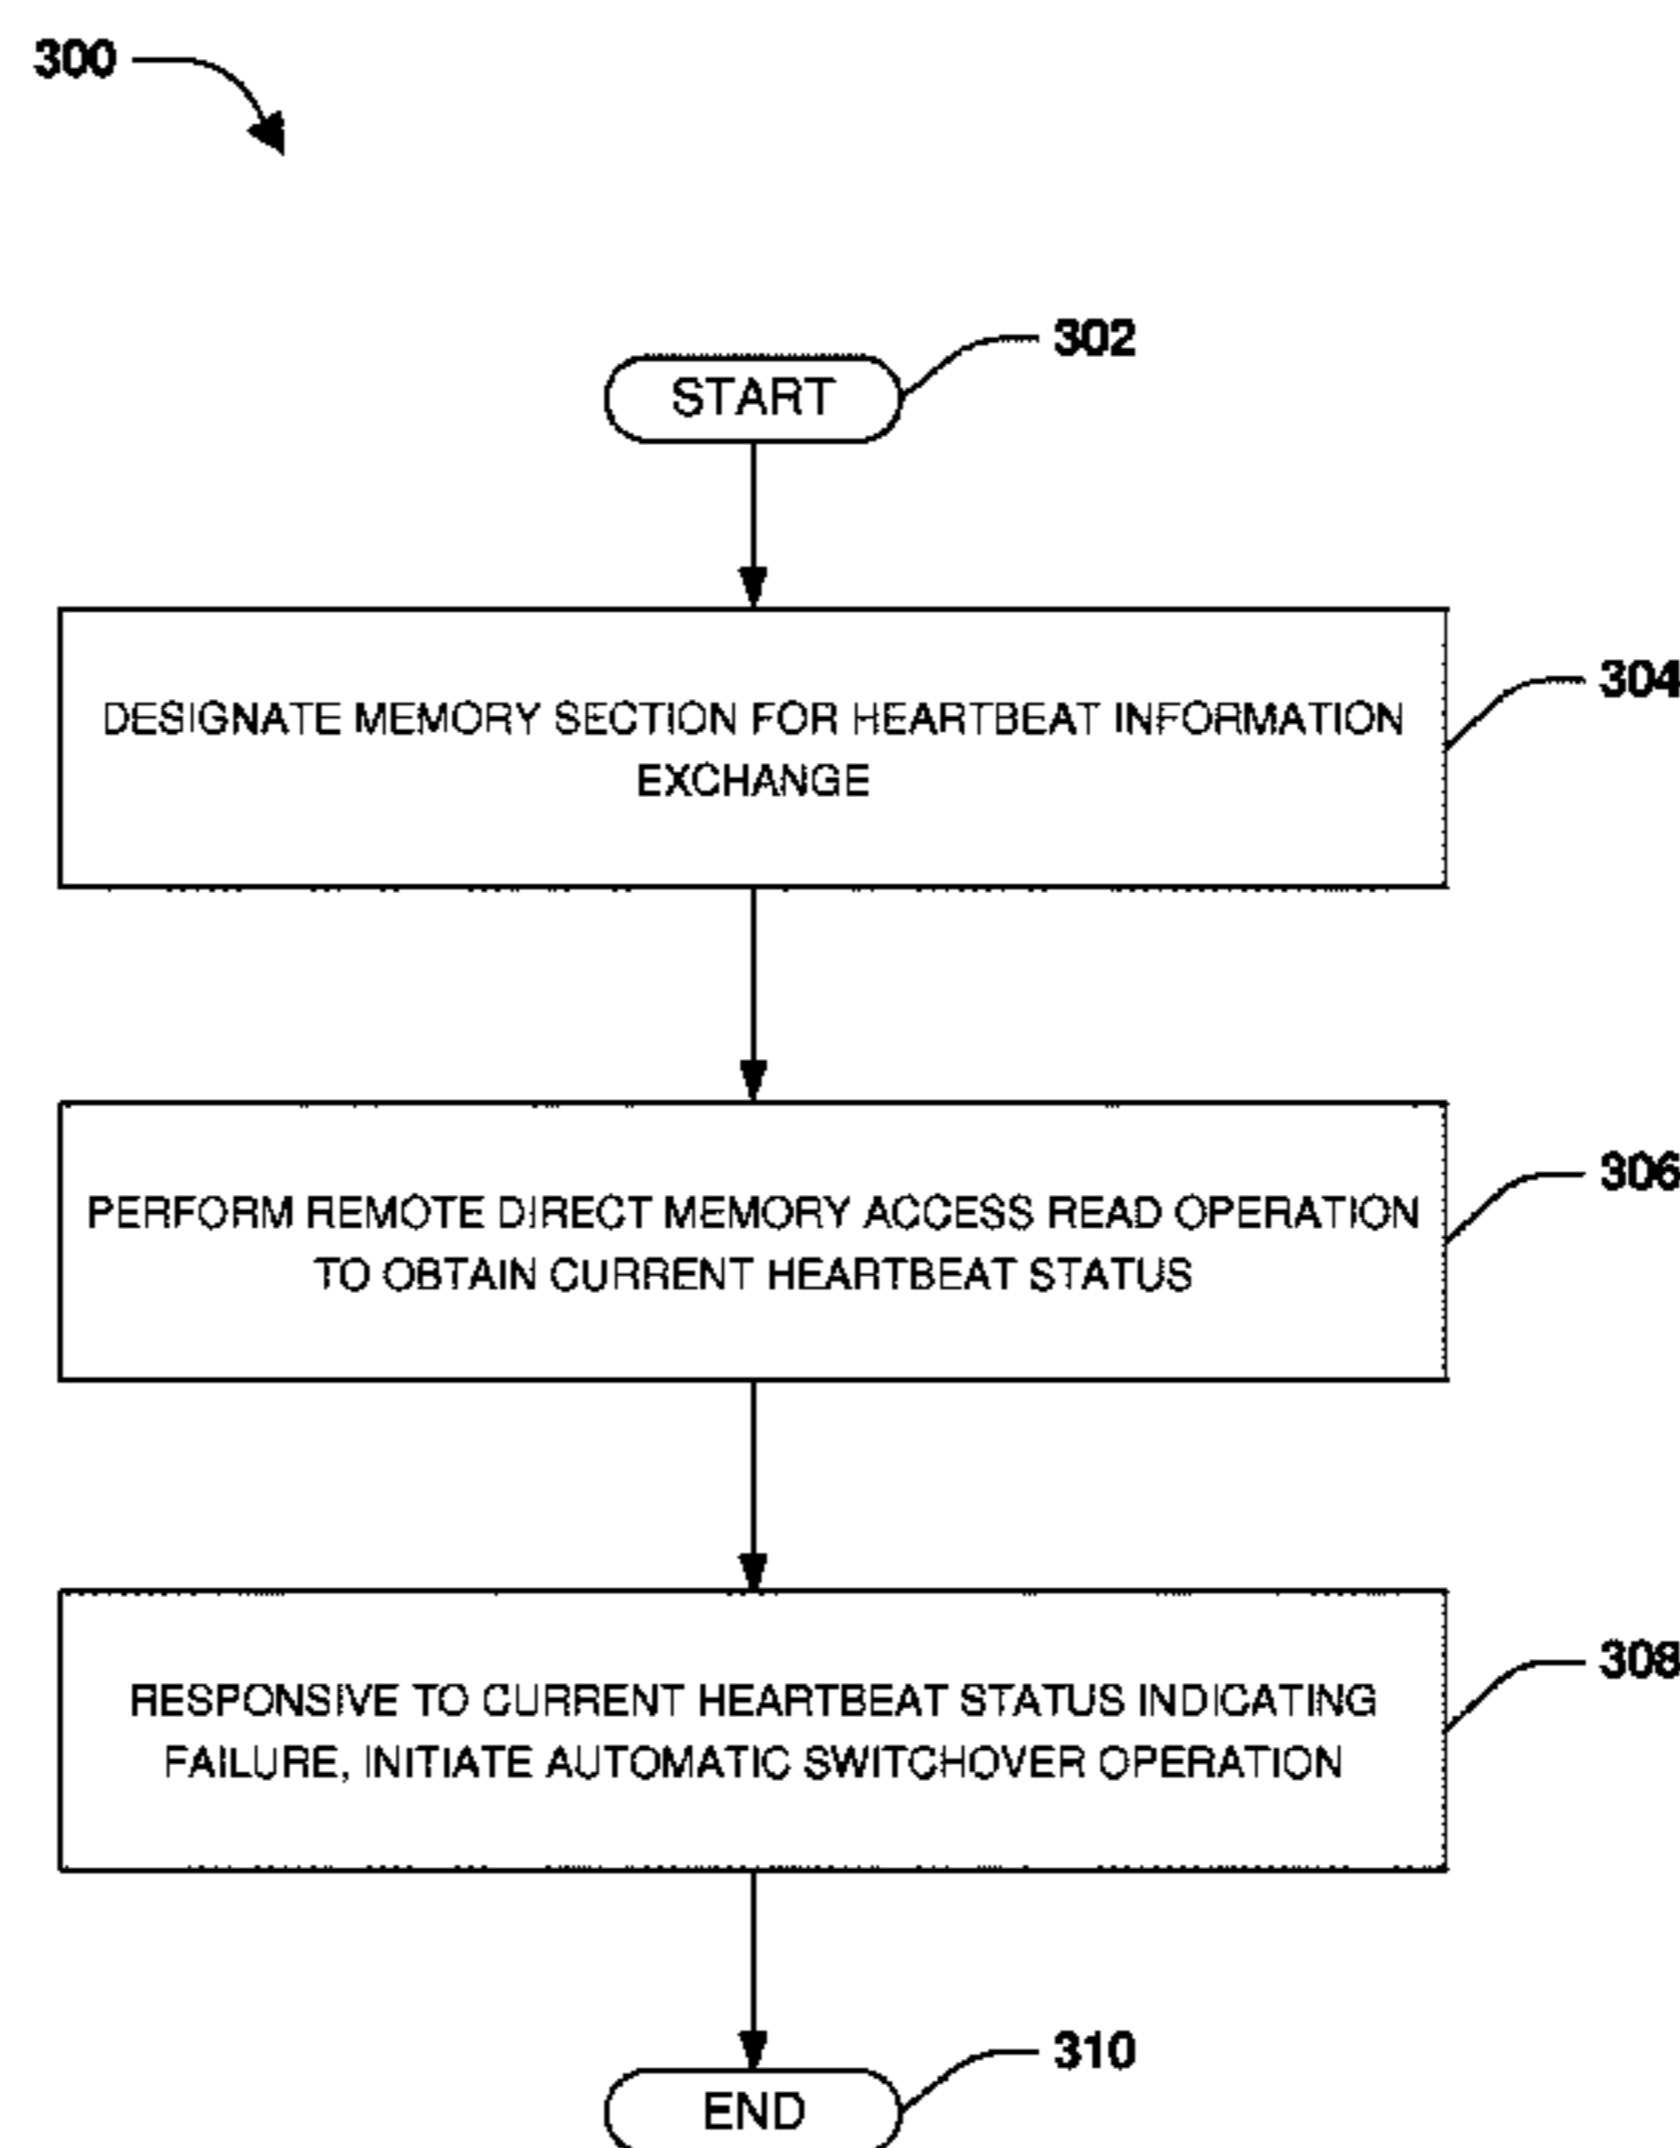 300
302
START
304
DESIGNATE MEMORY SECTION FOR HEARTBEAT INFORMATION
EXCHANGE
306
PERFORM REMOTE DIRECT MEMORY ACCESS READ OPERATION
TO OBTAIN CURRENT HEARTBEAT STATUS
308
RESPONSIVE TO CURRENT HEARTBEAT STATUS INDICATING
FAILURE, INITIATE AUTOMATIC SWITCHOVER OPERATION
310
END